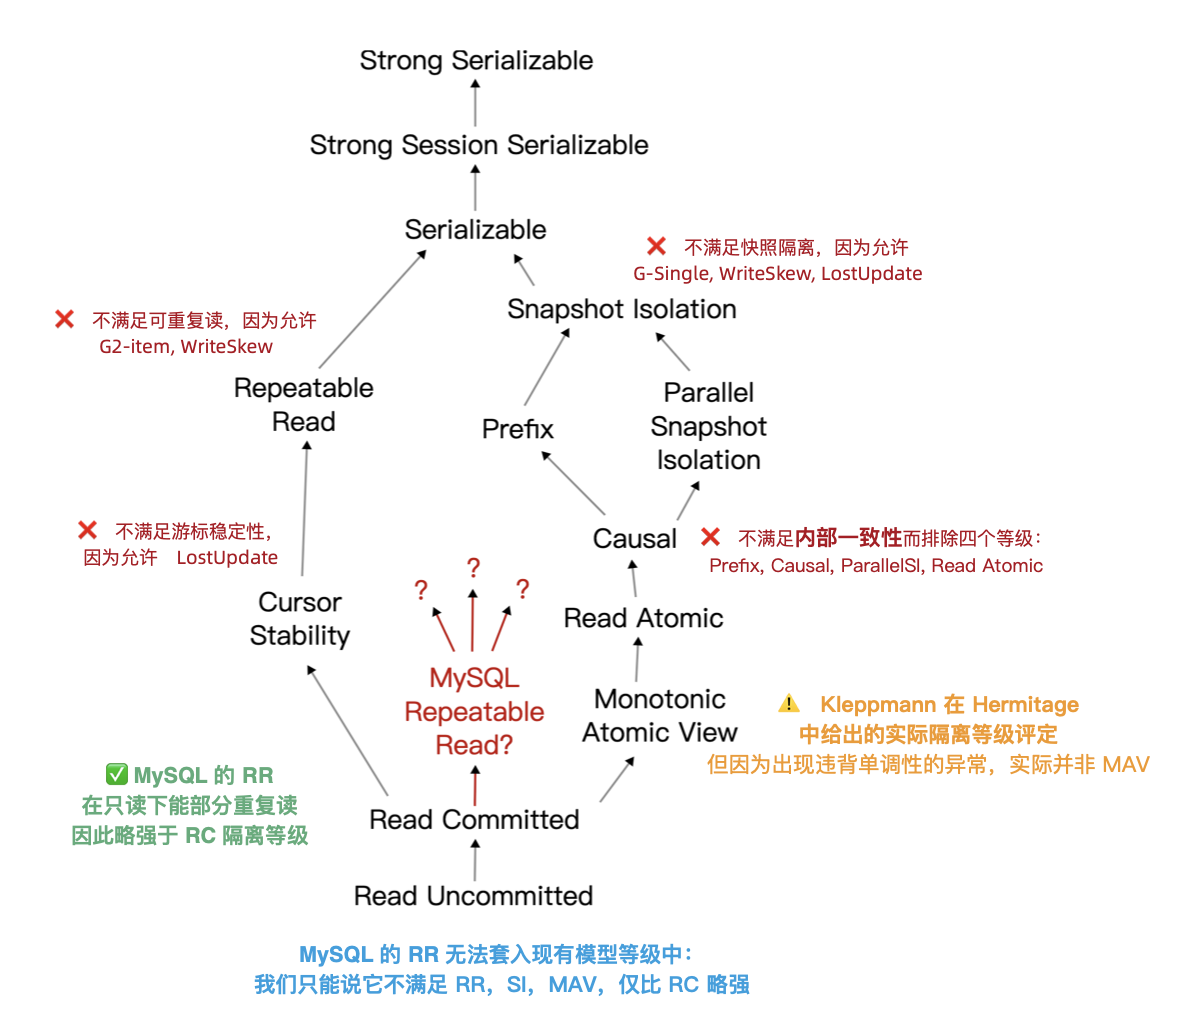 Strong Serializable
Strong Session Serializable
Serializable
❌ 不满足快照隔离，因为允许
G-Single, WriteSkew, LostUpdate
Snapshot Isolation
❌ 不满足可重复读，因为允许
G2-item, WriteSkew
Repeatable
Read
Parallel
Snapshot
Isolation
Prefix
❌ 不满足游标稳定性，
因为允许 LostUpdate
Causal
❌ 不满足内部一致性而排除四个等级：
Prefix, Causal, ParallelSI, Read Atomic
? ? ?
Cursor
Stability
Read Atomic
MySQL
Repeatable
Read?
Monotonic
Atomic View
⚠️ Kleppmann 在 Hermitage
中给出的实际隔离等级评定
但因为出现违背单调性的异常，实际并非 MAV
✅ MySQL 的 RR
在只读下能部分重复读
因此略强于 RC 隔离等级
Read Committed
Read Uncommitted
MySQL 的 RR 无法套入现有模型等级中：
我们只能说它不满足 RR，SI，MAV，仅比 RC 略强